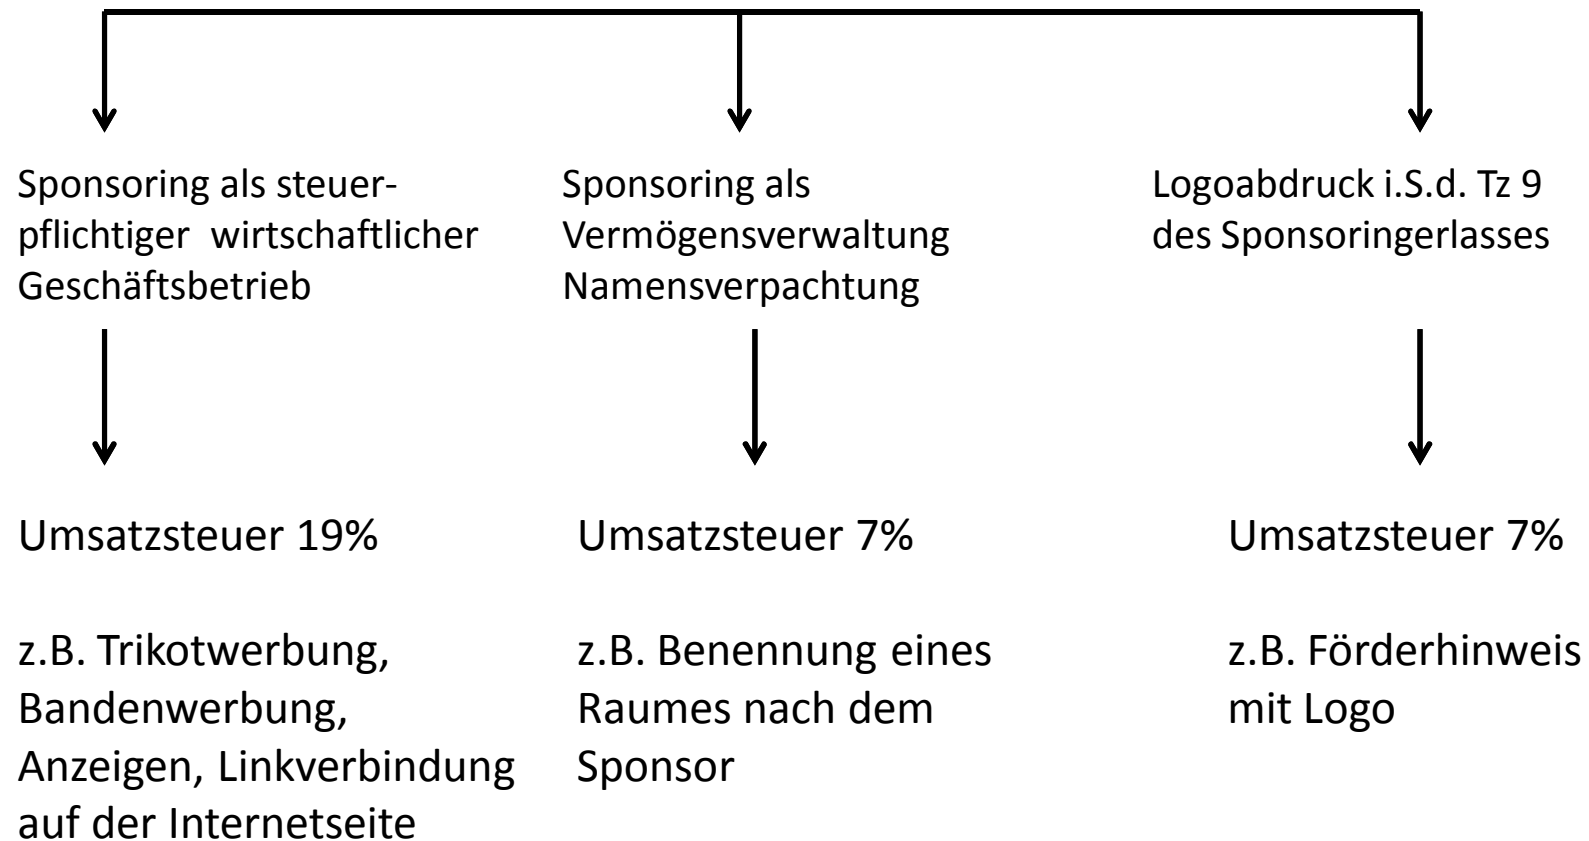 Sponsoring als steuer-
pflichtiger wirtschaftlicher
Geschäftsbetrieb
Sponsoring als
Vermögensverwaltung
Namensverpachtung
Logoabdruck i.S.d. Tz 9
des Sponsoringerlasses
Umsatzsteuer 19%
z.B. Trikotwerbung,
Bandenwerbung,
Anzeigen, Linkverbindung
auf der Internetseite
Umsatzsteuer 7%
z.B. Benennung eines
Raumes nach dem
Sponsor
Umsatzsteuer 7%
z.B. Förderhinweis
mit Logo